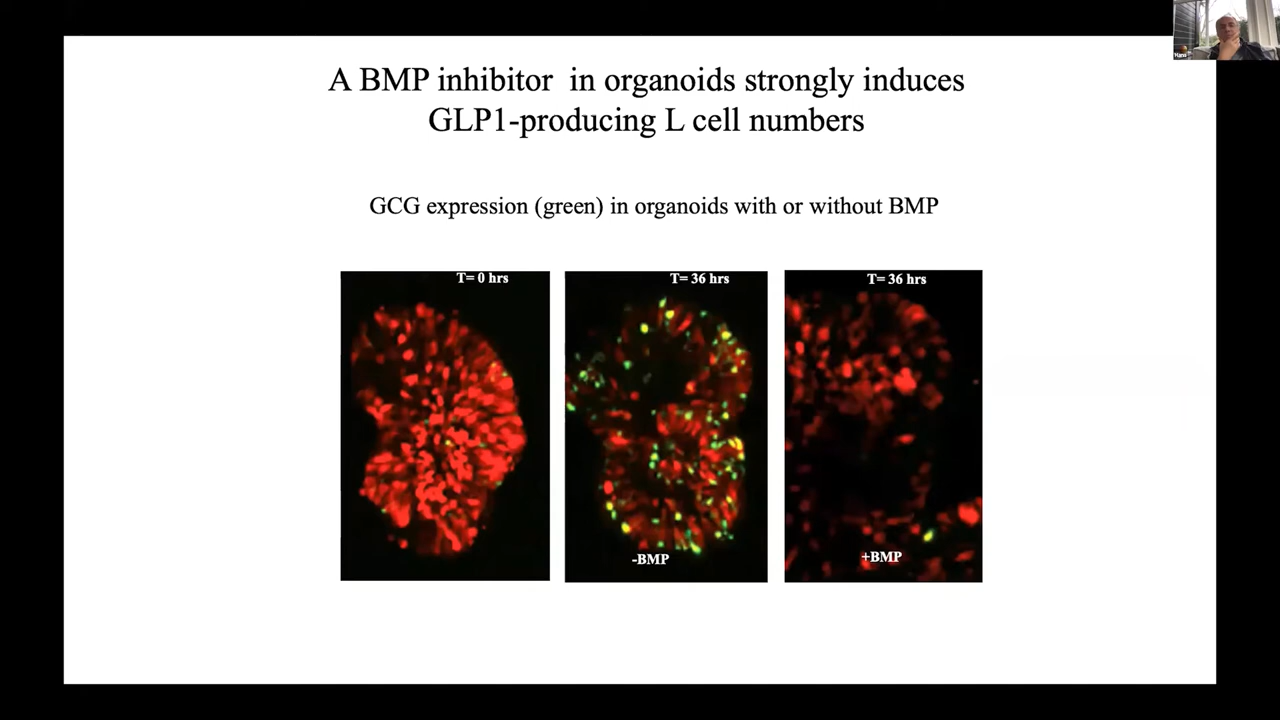 A BMP inhibitor in organoids strongly induces
GLP1-producing L cell numbers
GCG expression (green) in organoids with or without BMP
T= 0 hrs
T= 36 hrs
T= 36 hrs
-BMP
+BMP